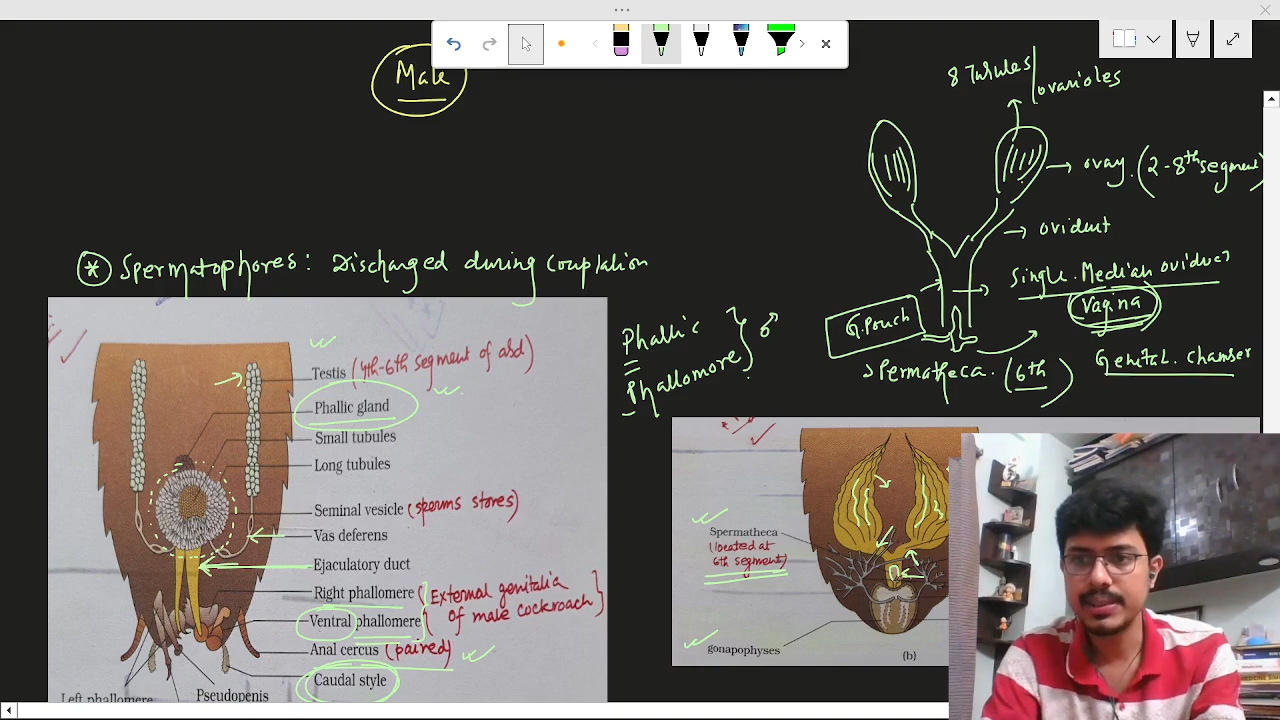 Male
8 Tubules/ovarioles
ovary. (2-8th segment)
oviduct
Single. Median oviduct
Vagina
G. Pouch
Spermatheca. (6th)
Genital. chamber
* Spermatophores: Discharged during
Phallic
Phallomore
♂
Testis (4th-6th segment of abd)
Phallic gland
Small tubules
Long tubules
Seminal vesicle (sperms stores)
Vas deferens
Ejaculatory duct
Right phallomere
Ventral phallomere
External genitalia
of male cockroach
Anal cercus (paired)
Caudal style
Left phallomere
Pseudopenis
Spermatheca
(located at
6th segment)
gonapophyses
(b)